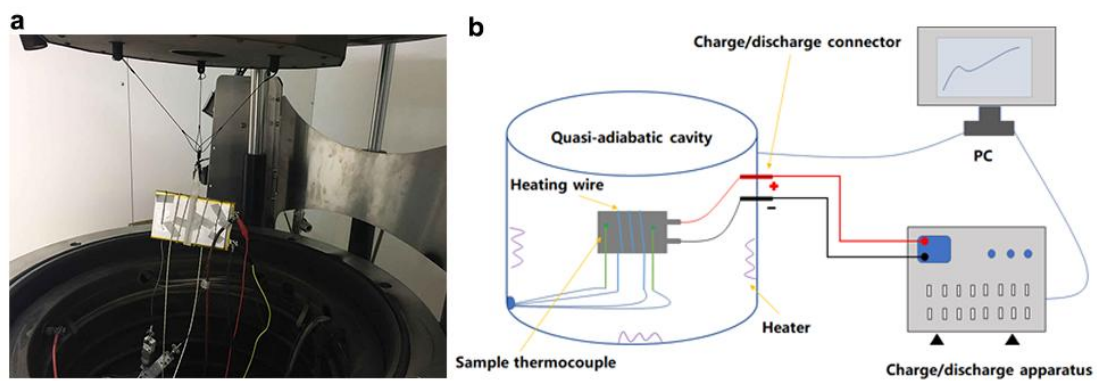 a
b
Charge/discharge connector
Quasi-adiabatic cavity
PC
Heating wire
+
-
Heater
Sample thermocouple
Charge/discharge apparatus